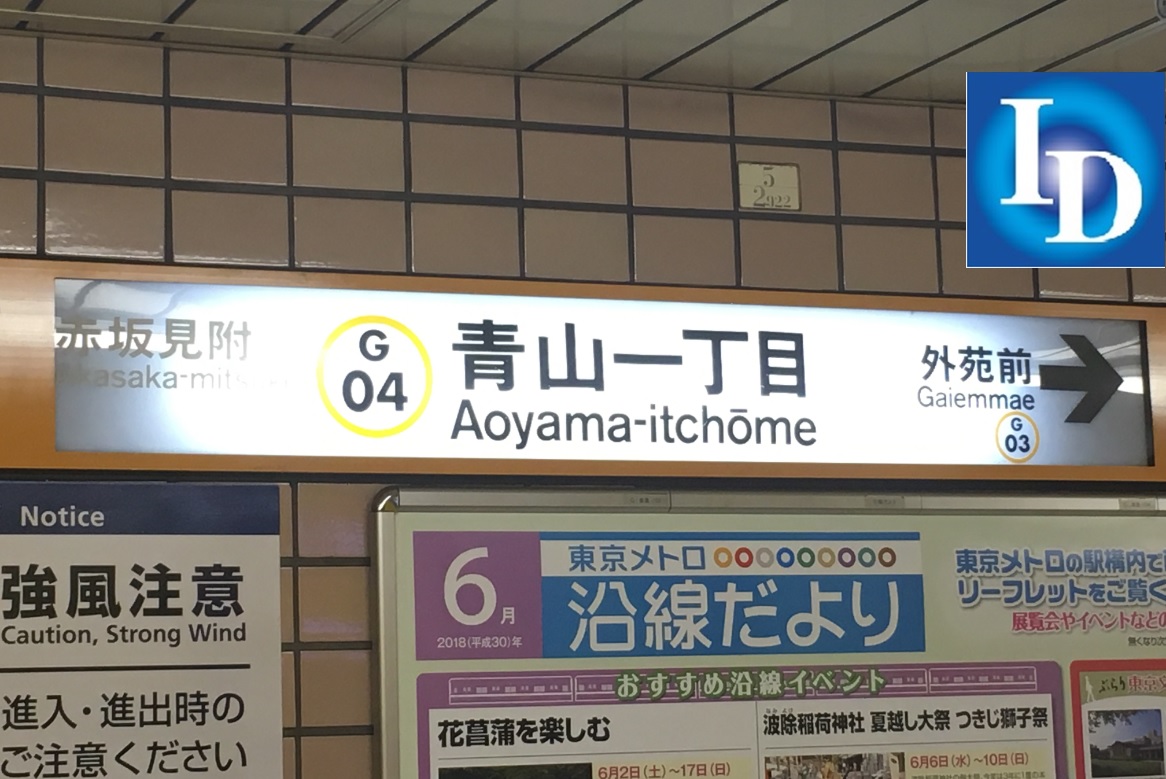 ID
5
2922
赤坂見附
G
04
青山一丁目
Aoyama-itchōme
外苑前
Gaiemmae
G
03
Notice
強風注意
Caution, Strong Wind
進入・進出時の
ご注意ください
6月
2018(平成30)年
東京メトロ
沿線だより
東京メトロの駅構内で
リーフレットをご覧く
展覧会やイベントなどの
おすすめ沿線イベント
花菖蒲を楽しむ
6月2日(土)~17日(日)
波除稲荷神社 夏越し大祭 つきじ獅子祭
6月6日(水)~10日(日)
ぶらり東京